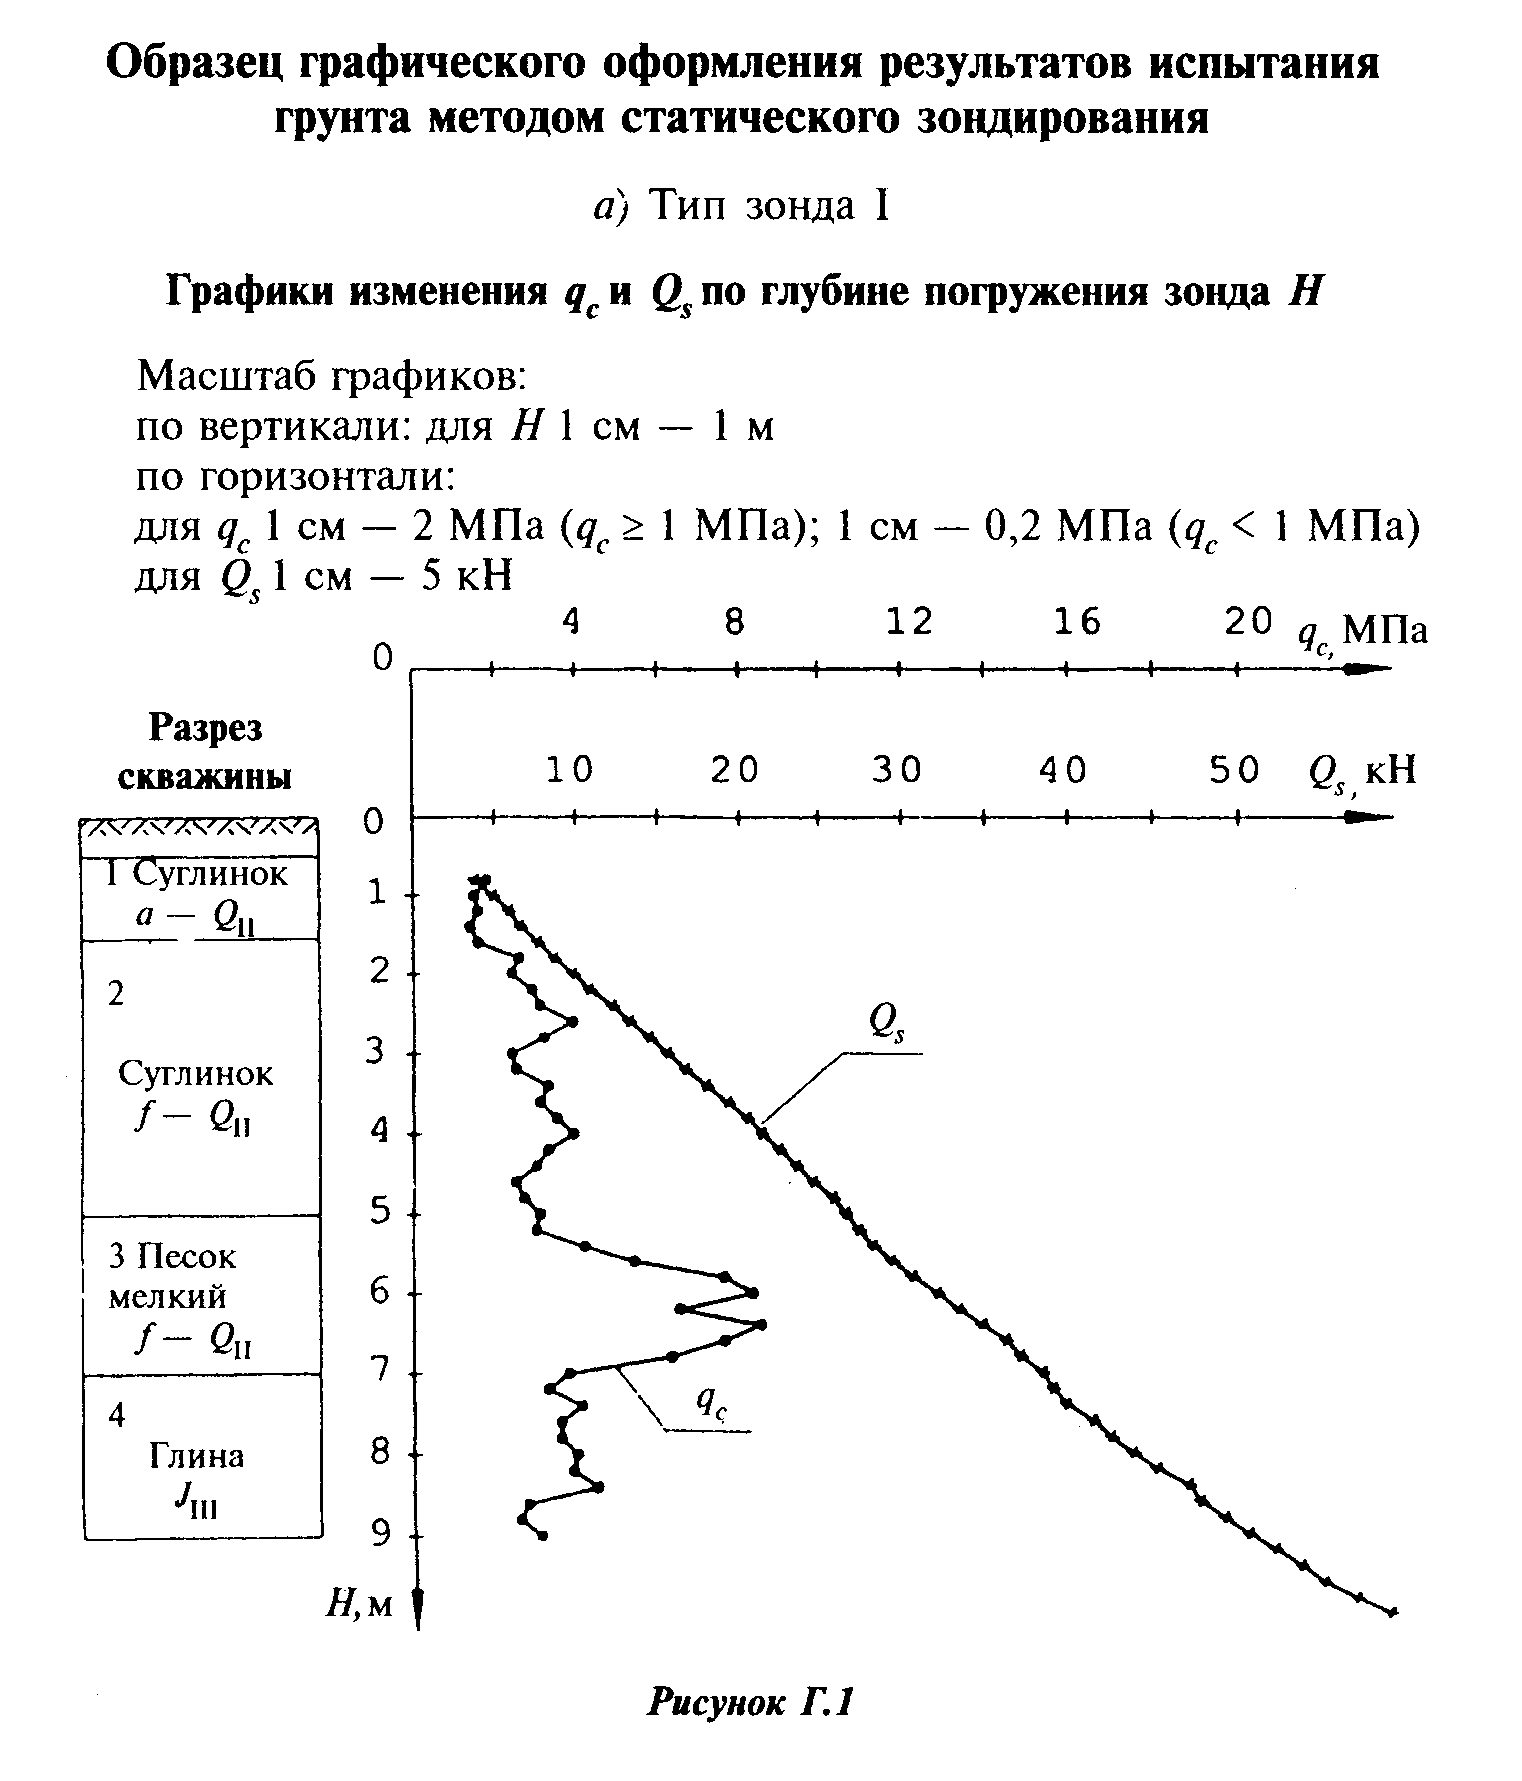 Образец графического оформления результатов испытания
грунта методом статического зондирования
а) Тип зонда I
Графики изменения qc и Qs по глубине погружения зонда H
Масштаб графиков:
по вертикали: для H 1 см — 1 м
по горизонтали:
для qc 1 см — 2 МПа (qc ≥ 1 МПа); 1 см — 0,2 МПа (qc < 1 МПа)
для Qs 1 см — 5 кН
4 8 12 16 20 qc, МПа
0
Разрез
скважины
10 20 30 40 50 Qs, кН
0
1 Суглинок
а — QII
1
2
2
Qs
3
Суглинок
f — QII
4
5
3 Песок
мелкий
f — QII
6
7
qc
4
Глина
JIII
8
9
H, м
Рисунок Г.1